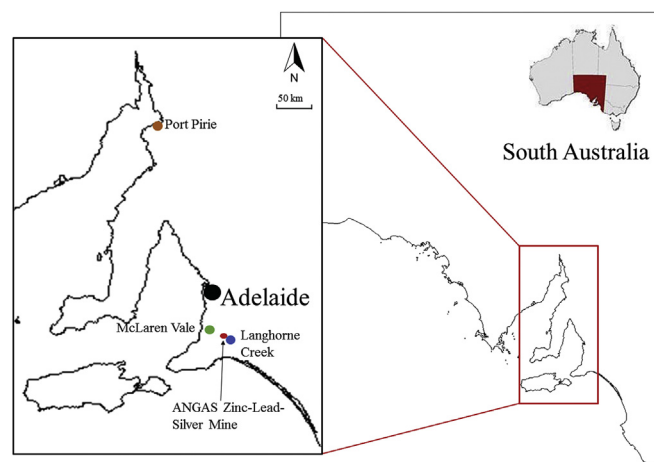 N
50 km
Port Pirie
Adelaide
McLaren Vale
Langhorne
Creek
ANGAS Zinc-Lead-
Silver Mine
South Australia